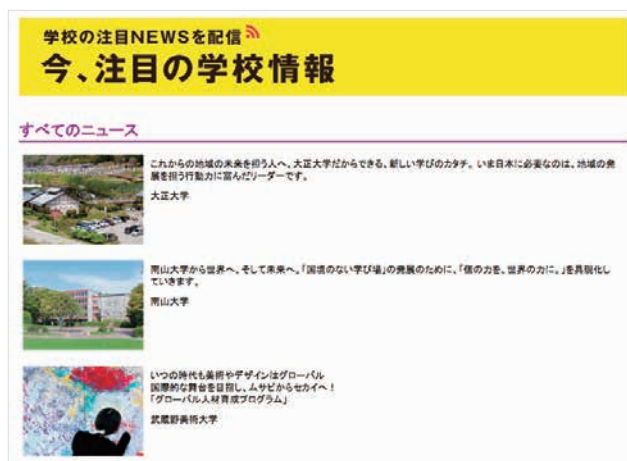 学校の注目NEWSを配信
今、注目の学校情報
すべてのニュース
これからの地域の未来を担う人へ、大正大学だからできる、新しい学びのカタチ。いま日本に必要なのは、地域の発
展を担う行動力に富んだリーダーです。
大正大学
南山大学から世界へ、そして未来へ。「国境のない学び場」の発展のために、「個の力を、世界の力に。」を具現化し
ていきます。
南山大学
いつの時代も美術やデザインはグローバル
国際的な舞台を目指し、ムサビからセカイへ！
「グローバル人材育成プログラム」
武蔵野美術大学